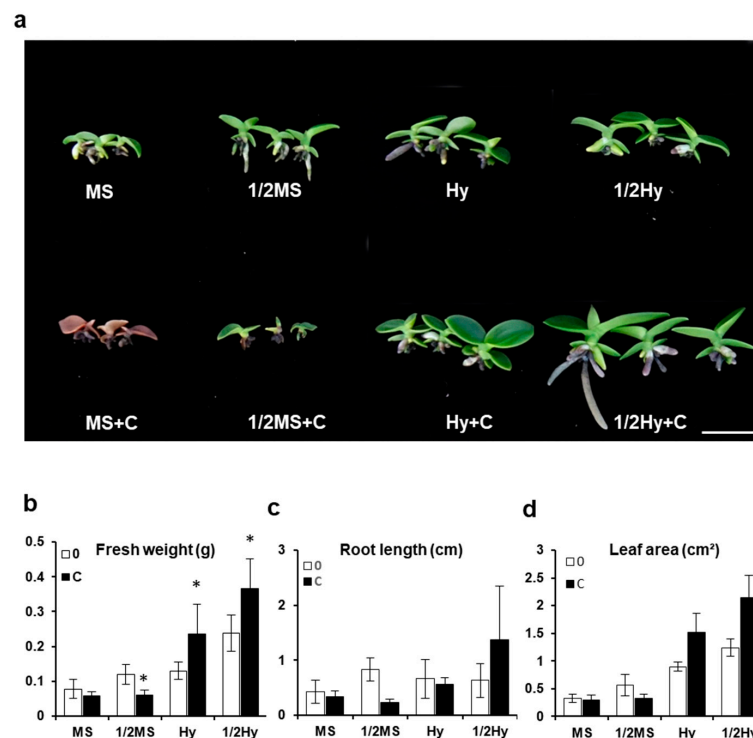 a
MS 1/2MS Hy 1/2Hy
MS+C 1/2MS+C Hy+C 1/2Hy+C
b c d
Fresh weight (g)
0
C
0.5
0.4
0.3
0.2
0.1
0
* * *
MS 1/2MS Hy 1/2Hy
Root length (cm)
0
C
3
2
1
0
MS 1/2MS Hy 1/2Hy
Leaf area (cm²)
0
C
3
2.5
2
1.5
1
0.5
0
MS 1/2MS Hy 1/2Hy